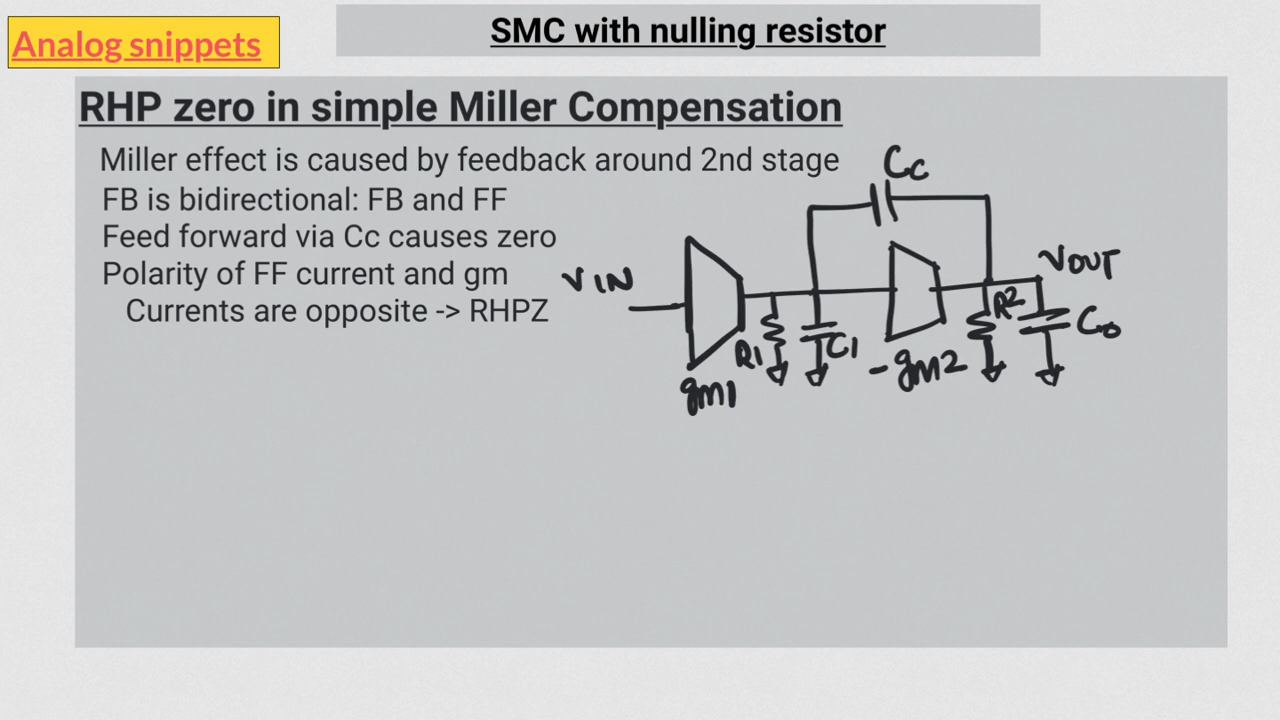 Analog snippets
SMC with nulling resistor
RHP zero in simple Miller Compensation
Miller effect is caused by feedback around 2nd stage
FB is bidirectional: FB and FF
Feed forward via Cc causes zero
Polarity of FF current and gm
Currents are opposite -> RHPZ
Cc
VIN
VOUT
R1
C1
R2
Co
gm1
-gm2